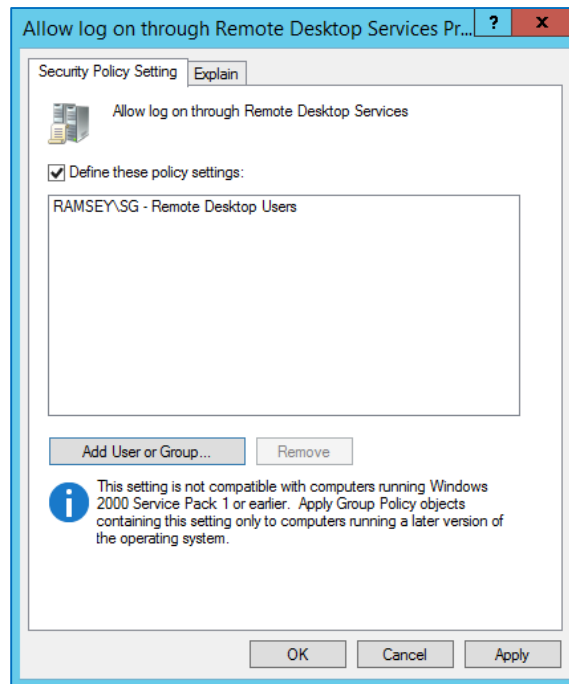 Allow log on through Remote Desktop Services Pr... ? x
Security Policy Setting Explain
Allow log on through Remote Desktop Services
Define these policy settings:
RAMSEY\SG - Remote Desktop Users
Add User or Group... Remove
This setting is not compatible with computers running Windows
2000 Service Pack 1 or earlier. Apply Group Policy objects
containing this setting only to computers running a later version of
the operating system.
OK Cancel Apply